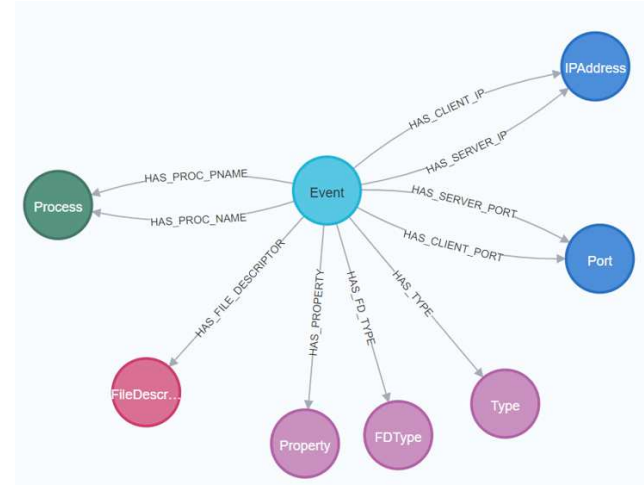 IPAddress
HAS_CLIENT_IP
HAS_SERVER_IP
HAS_PROC_PNAME
Event
Process
HAS_PROC_NAME
HAS_SERVER_PORT
HAS_CLIENT_PORT
Port
HAS_FILE_DESCRIPTOR
HAS_PROPERTY
HAS_FD_TYPE
HAS_TYPE
FileDescr...
Type
Property
FDType